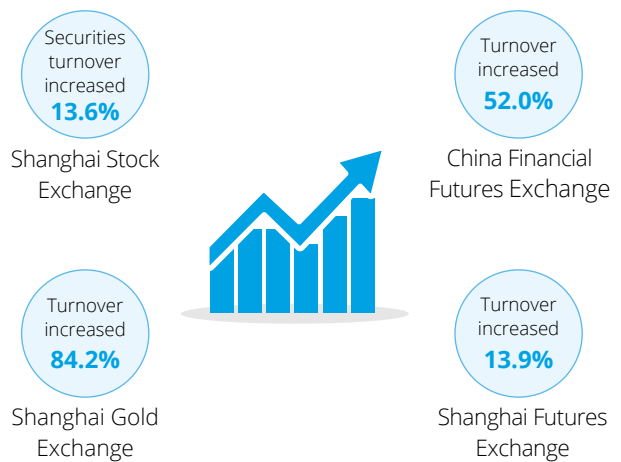 Securities
turnover
increased
13.6%
Shanghai Stock
Exchange
Turnover
increased
52.0%
China Financial
Futures Exchange
Turnover
increased
84.2%
Shanghai Gold
Exchange
Turnover
increased
13.9%
Shanghai Futures
Exchange